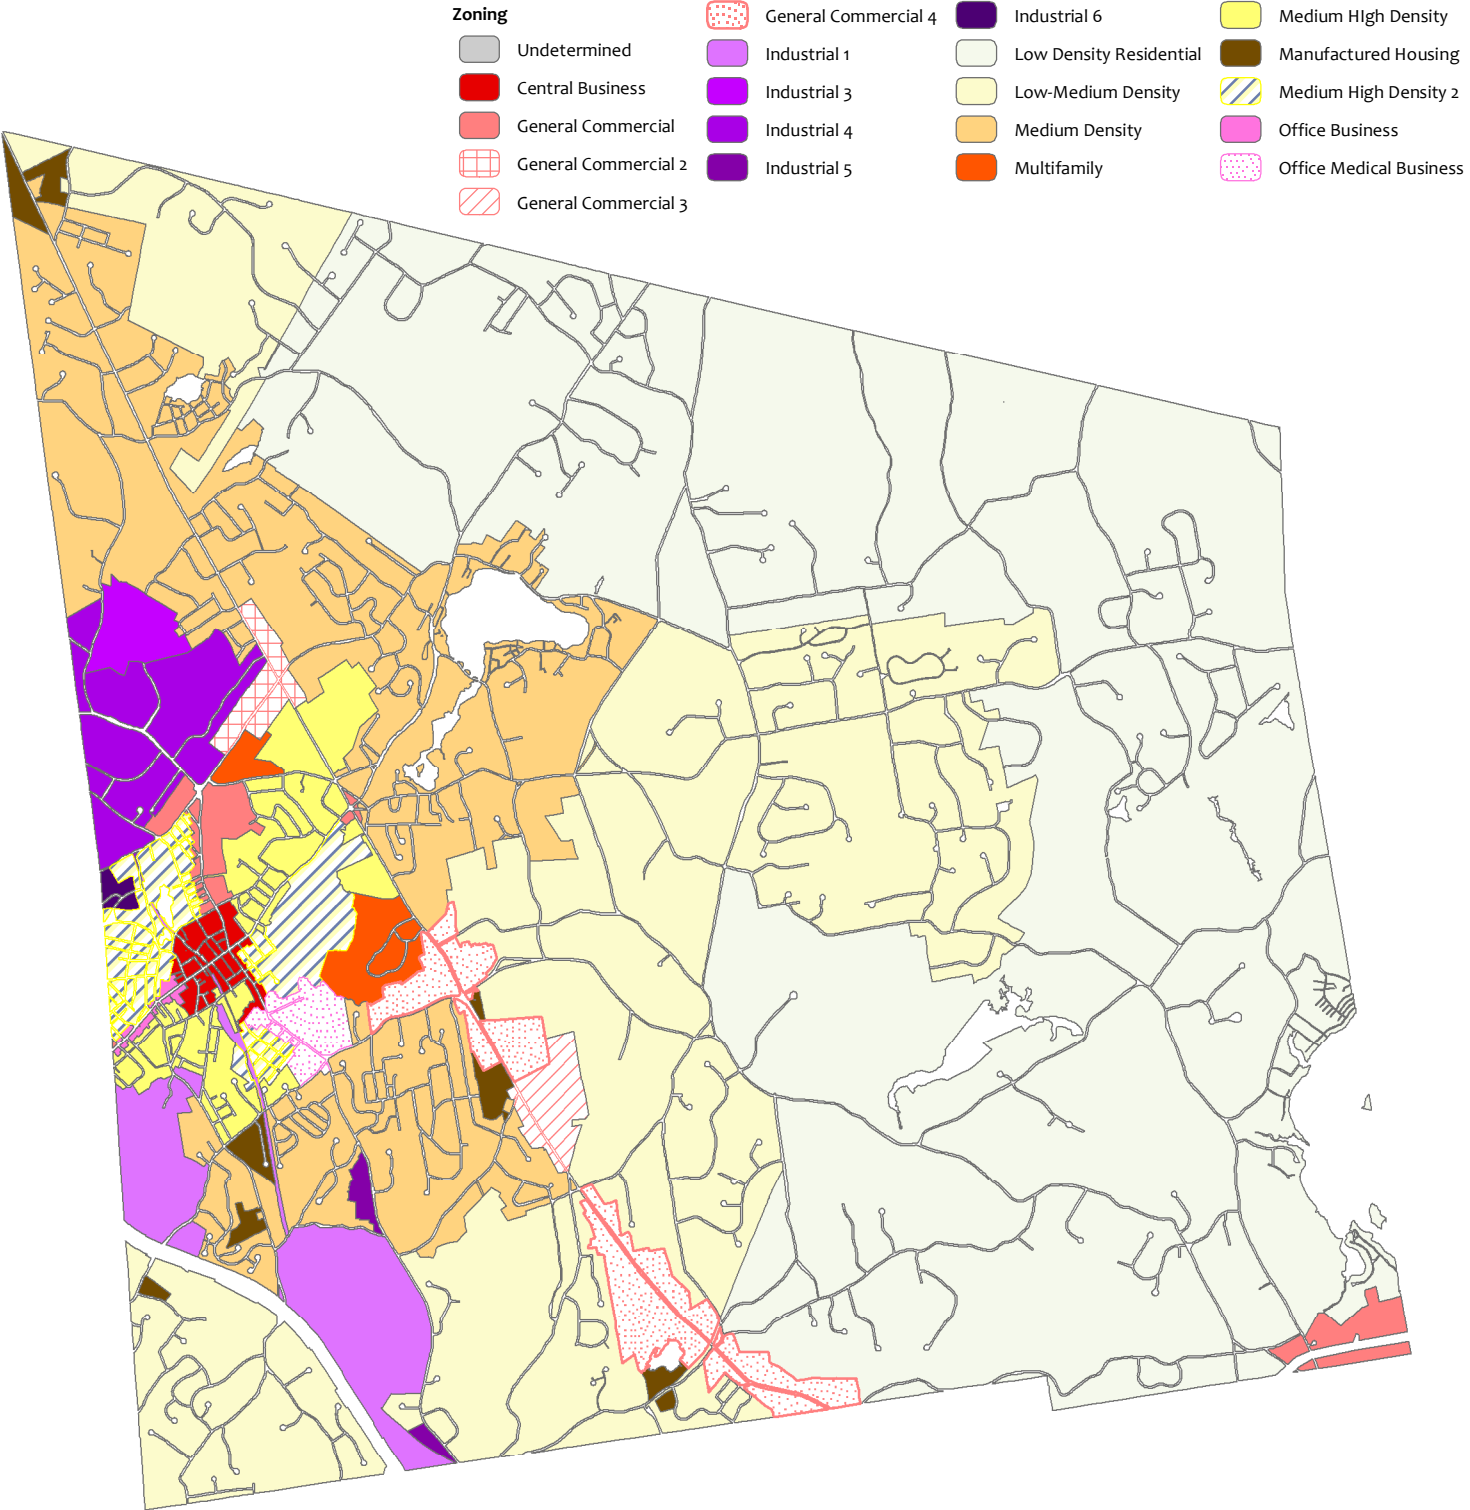 Zoning
Undetermined
Central Business
General Commercial
General Commercial 2
General Commercial 3
General Commercial 4
Industrial 1
Industrial 3
Industrial 4
Industrial 5
Industrial 6
Low Density Residential
Low-Medium Density
Medium Density
Multifamily
Medium HIgh Density
Manufactured Housing
Medium High Density 2
Office Business
Office Medical Business